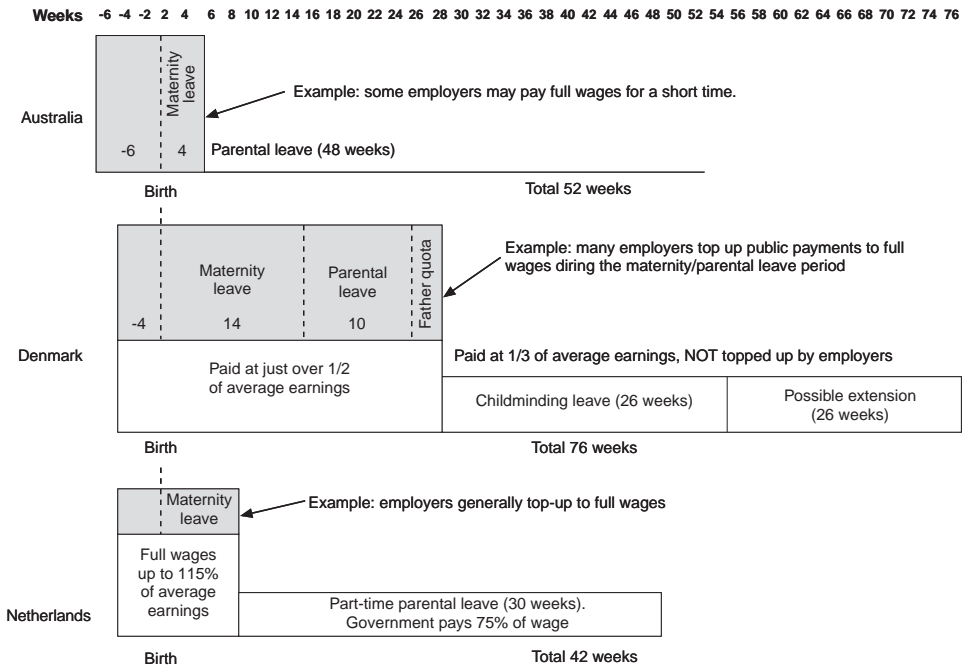 Weeks -6 -4 -2 2 4 6 8 10 12 14 16 18 20 22 24 26 28 30 32 34 36 38 40 42 44 46 48 50 52 54 56 58 60 62 64 66 68 70 72 74 76
Maternity
leave
Example: some employers may pay full wages for a short time.
Australia
-6
4
Parental leave (48 weeks)
Birth
Total 52 weeks
Example: many employers top up public payments to full
wages diring the maternity/parental leave period
Maternity
leave
Parental
leave
Father quota
-4
14
10
Denmark
Paid at just over 1/2
of average earnings
Paid at 1/3 of average earnings, NOT topped up by employers
Childminding leave (26 weeks)
Possible extension
(26 weeks)
Birth
Total 76 weeks
Maternity
leave
Example: employers generally top-up to full wages
Full wages
up to 115%
of average
earnings
Netherlands
Part-time parental leave (30 weeks).
Government pays 75% of wage
Birth
Total 42 weeks